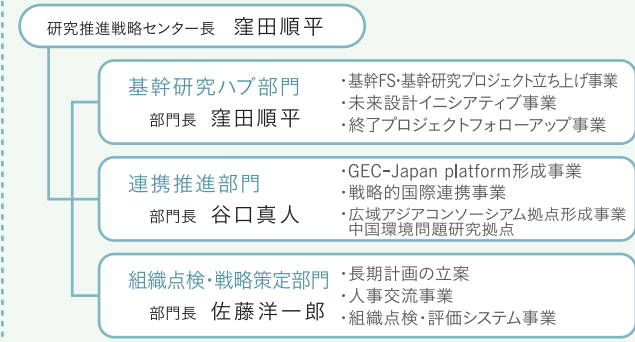 研究推進戦略センター長 窪田順平
基幹研究ハブ部門
部門長 窪田順平
・基幹FS・基幹研究プロジェクト立ち上げ事業
・未来設計イニシアティブ事業
・終了プロジェクトフォローアップ事業
連携推進部門
部門長 谷口真人
・GEC-Japan platform形成事業
・戦略的国際連携事業
・広域アジアコンソーシアム拠点形成事業
中国環境問題研究拠点
組織点検・戦略策定部門
部門長 佐藤洋一郎
・長期計画の立案
・人事交流事業
・組織点検・評価システム事業